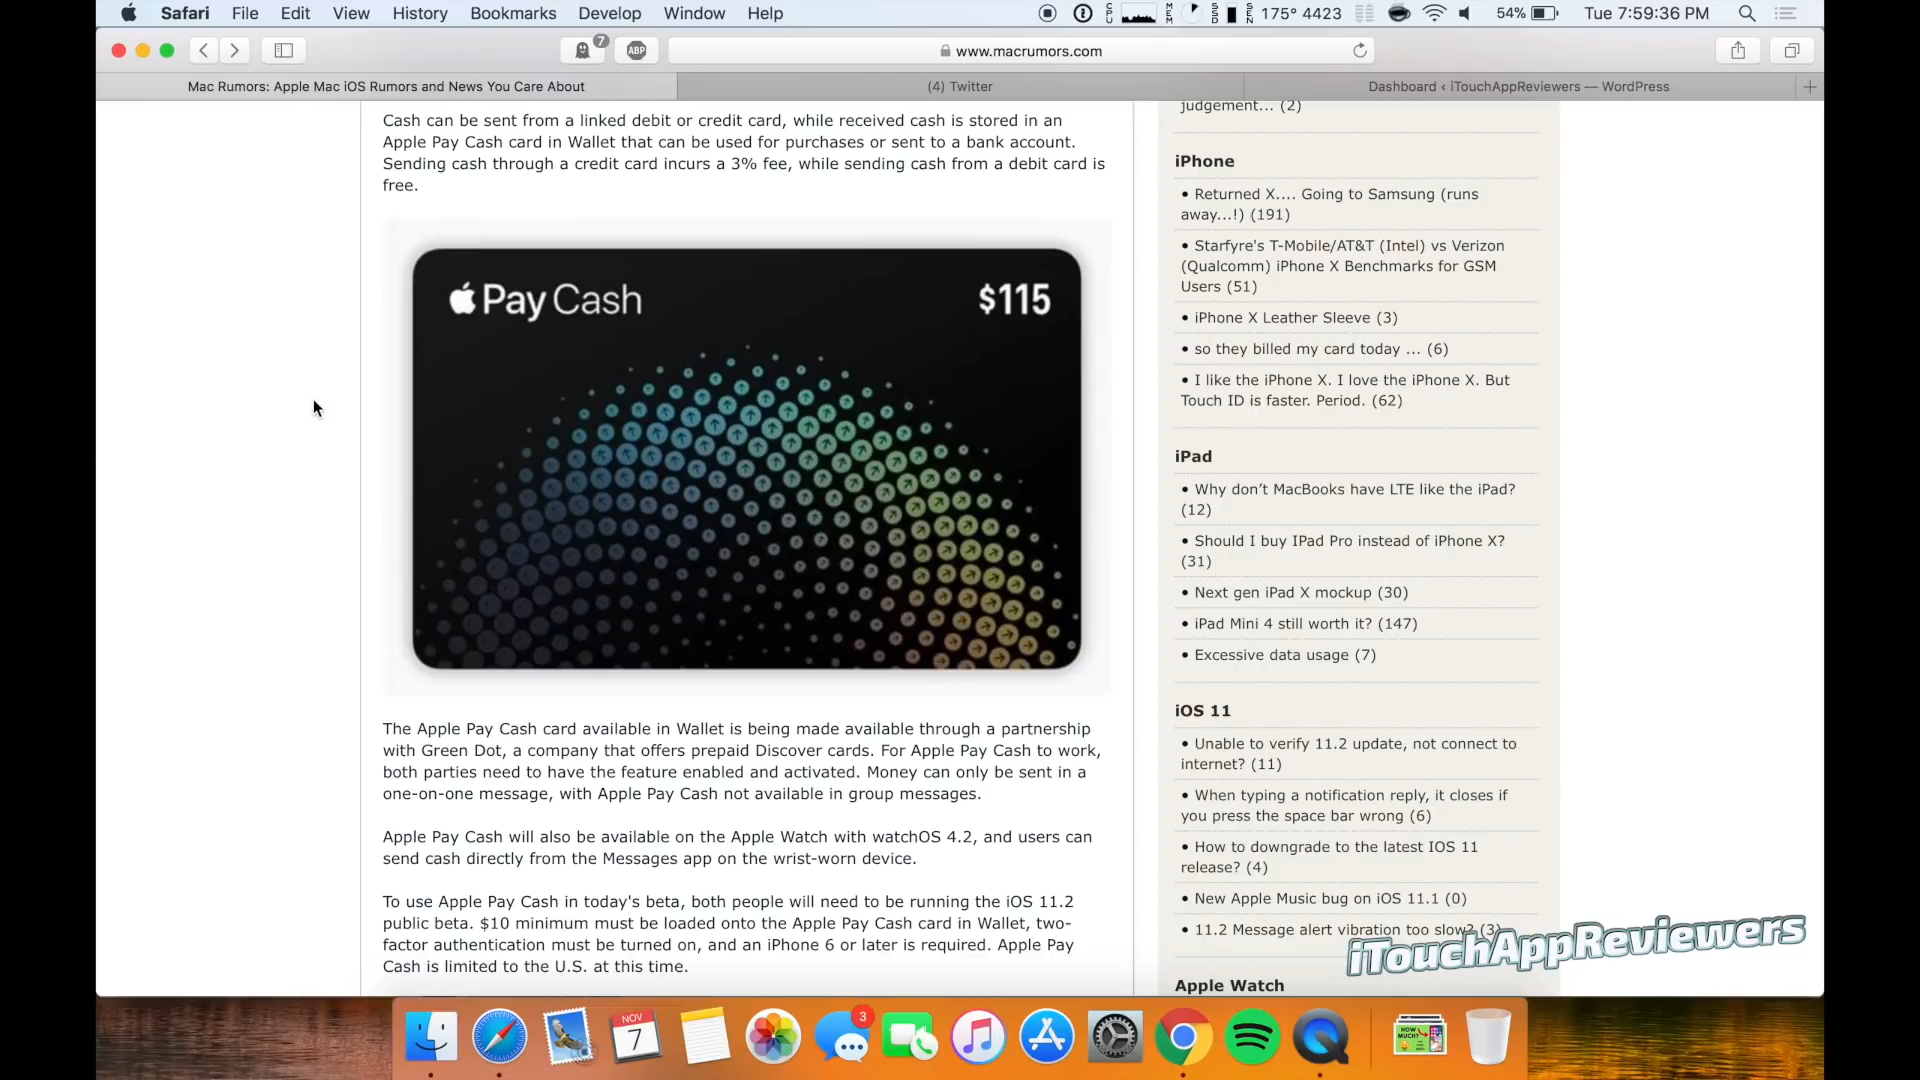 Safari File Edit View History Bookmarks Develop Window Help
175° 4423 54% Tue 7:59:36 PM
7 ABP www.macrumors.com
Mac Rumors: Apple Mac iOS Rumors and News You Care About
(4) Twitter
Dashboard ‹ iTouchAppReviewers — WordPress
Cash can be sent from a linked debit or credit card, while received cash is stored in an
Apple Pay Cash card in Wallet that can be used for purchases or sent to a bank account.
Sending cash through a credit card incurs a 3% fee, while sending cash from a debit card is
free.
Pay Cash
$115
The Apple Pay Cash card available in Wallet is being made available through a partnership
with Green Dot, a company that offers prepaid Discover cards. For Apple Pay Cash to work,
both parties need to have the feature enabled and activated. Money can only be sent in a
one-on-one message, with Apple Pay Cash not available in group messages.
Apple Pay Cash will also be available on the Apple Watch with watchOS 4.2, and users can
send cash directly from the Messages app on the wrist-worn device.
To use Apple Pay Cash in today's beta, both people will need to be running the iOS 11.2
public beta. $10 minimum must be loaded onto the Apple Pay Cash card in Wallet, two-
factor authentication must be turned on, and an iPhone 6 or later is required. Apple Pay
Cash is limited to the U.S. at this time.
judgement... (2)
iPhone
• Returned X.... Going to Samsung (runs
away...!) (191)
• Starfyre's T-Mobile/AT&T (Intel) vs Verizon
(Qualcomm) iPhone X Benchmarks for GSM
Users (51)
• iPhone X Leather Sleeve (3)
• so they billed my card today ... (6)
• I like the iPhone X. I love the iPhone X. But
Touch ID is faster. Period. (62)
iPad
• Why don’t MacBooks have LTE like the iPad?
(12)
• Should I buy IPad Pro instead of iPhone X?
(31)
• Next gen iPad X mockup (30)
• iPad Mini 4 still worth it? (147)
• Excessive data usage (7)
iOS 11
• Unable to verify 11.2 update, not connect to
internet? (11)
• When typing a notification reply, it closes if
you press the space bar wrong (6)
• How to downgrade to the latest IOS 11
release? (4)
• New Apple Music bug on iOS 11.1 (0)
• 11.2 Message alert vibration too slow? (3)
Apple Watch
iTouchAppReviewers
NOV
7
3
HOW
MUCH?